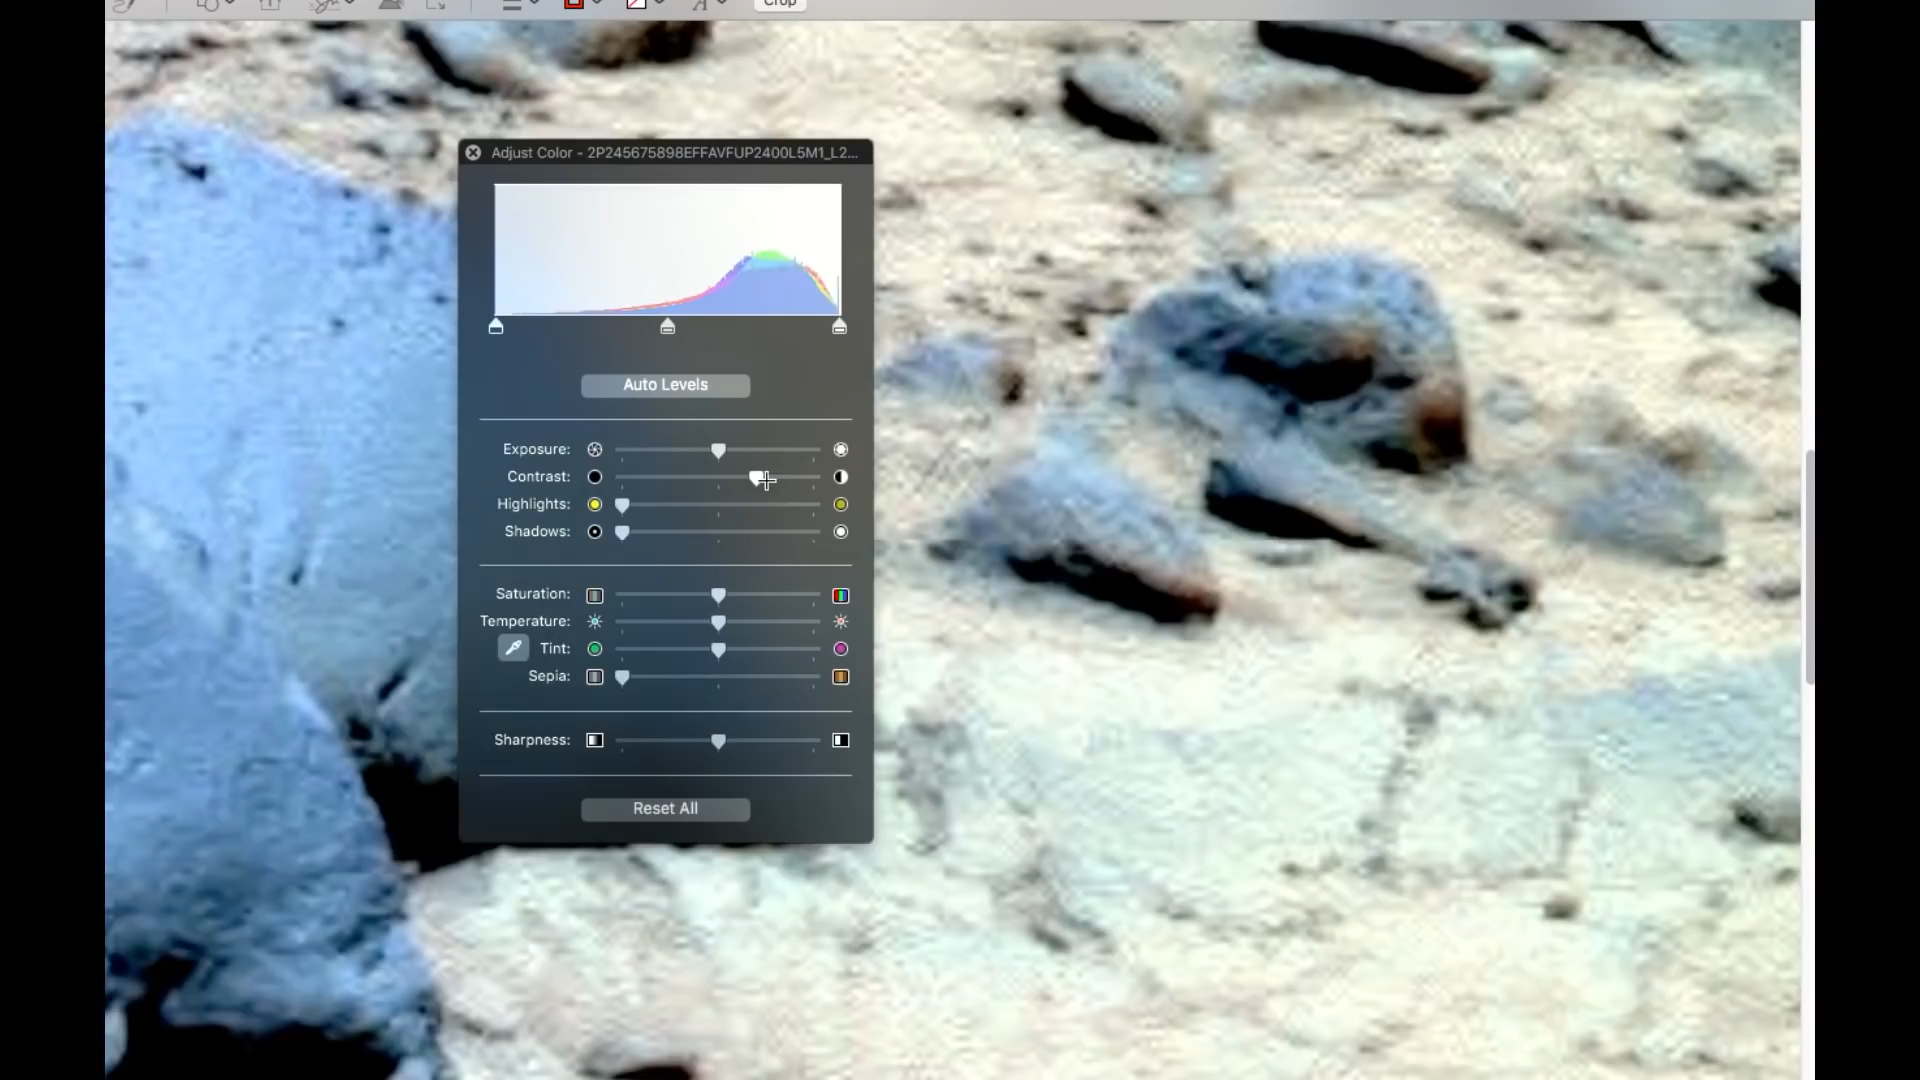 Crop
Adjust Color - 2P245675898EFFAVFUP2400L5M1_L2...
Auto Levels
Exposure:
Contrast:
Highlights:
Shadows:
Saturation:
Temperature:
Tint:
Sepia:
Sharpness:
Reset All